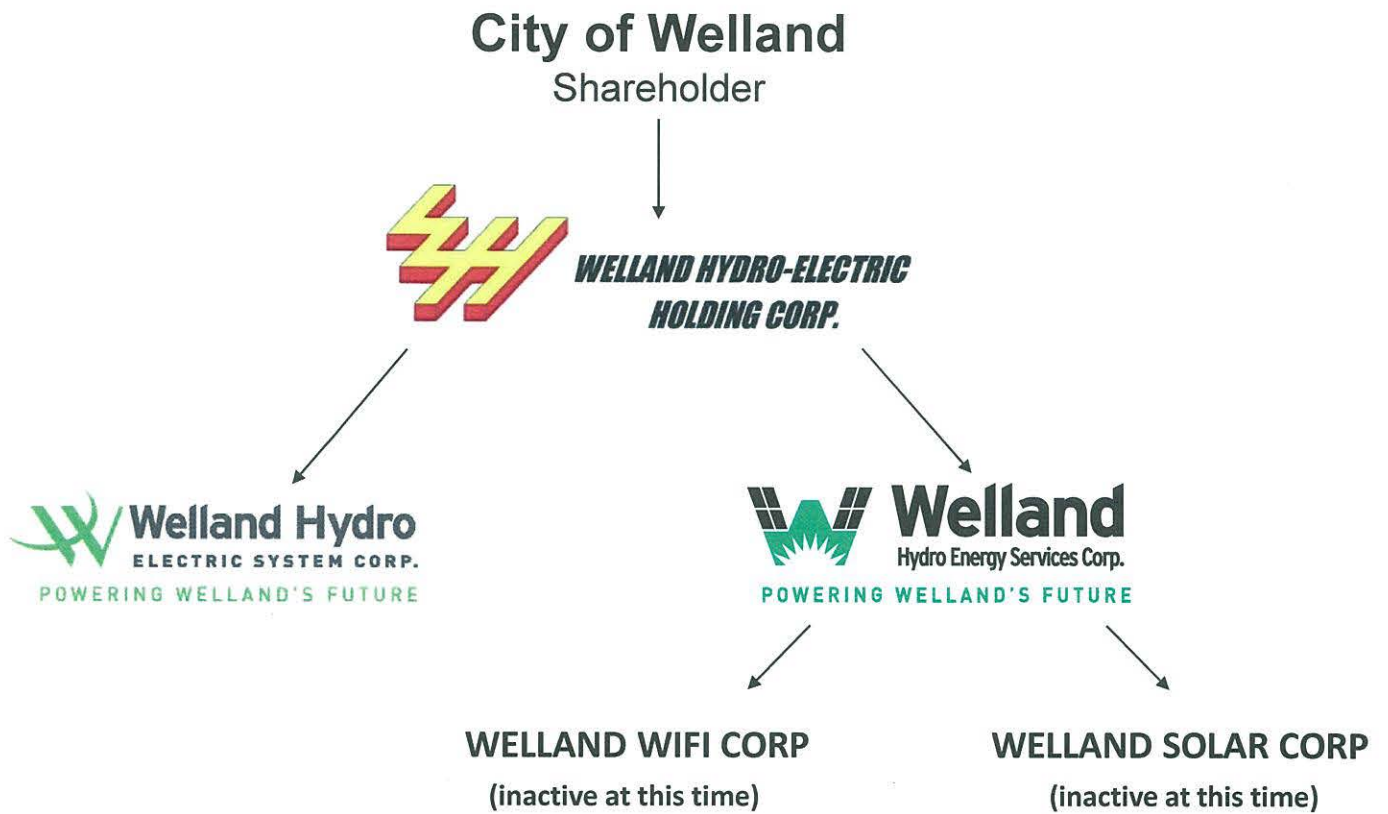 City of Welland
Shareholder
WELLAND HYDRO-ELECTRIC
HOLDING CORP.
Welland Hydro
ELECTRIC SYSTEM CORP.
POWERING WELLAND'S FUTURE
Welland
Hydro Energy Services Corp.
POWERING WELLAND'S FUTURE
WELLAND WIFI CORP
(inactive at this time)
WELLAND SOLAR CORP
(inactive at this time)